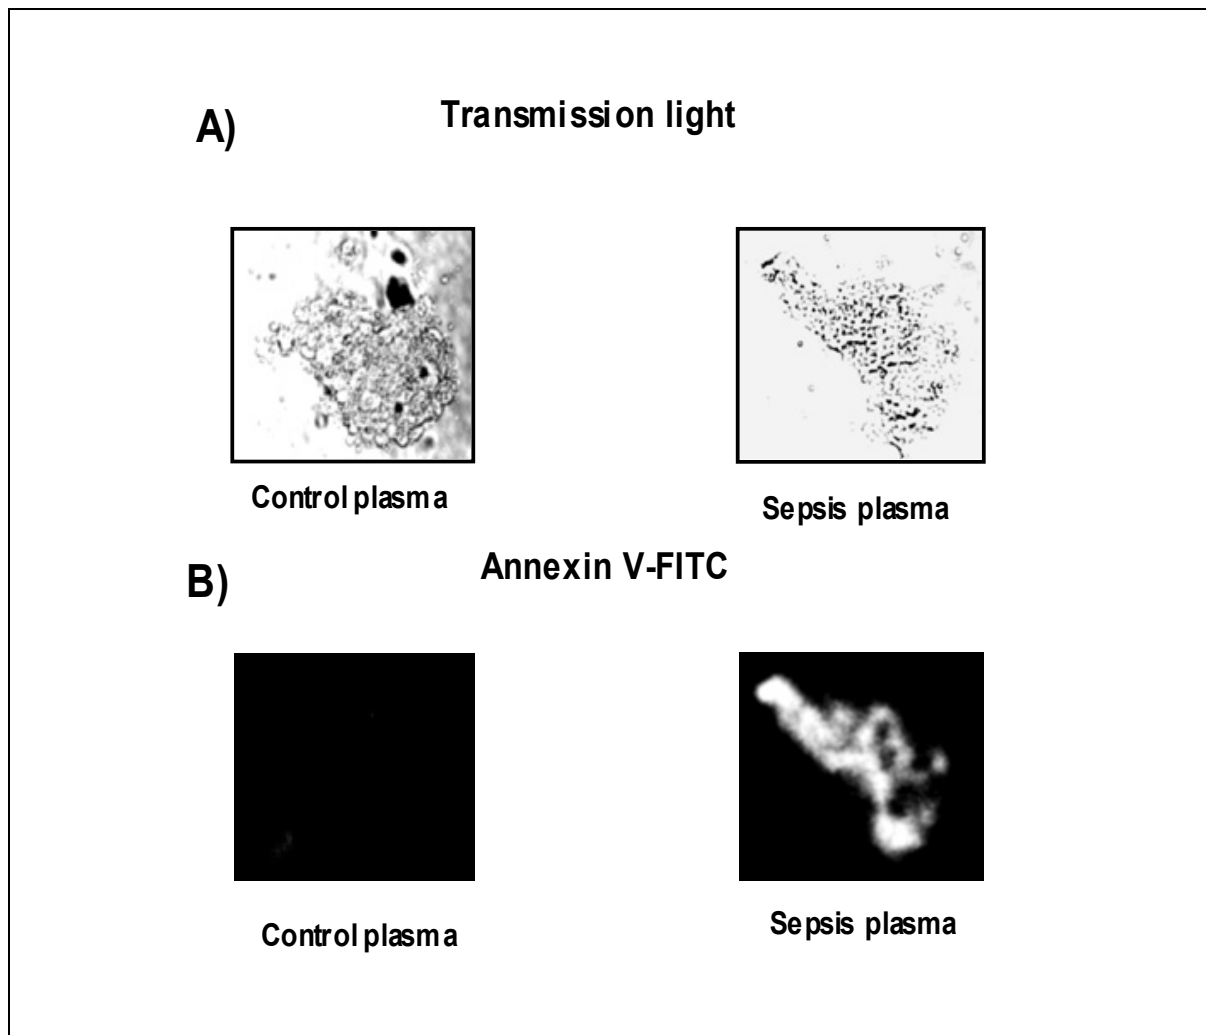 A)
Transmission light
Control plasma
Sepsis plasma
B)
Annexin V-FITC
Control plasma
Sepsis plasma